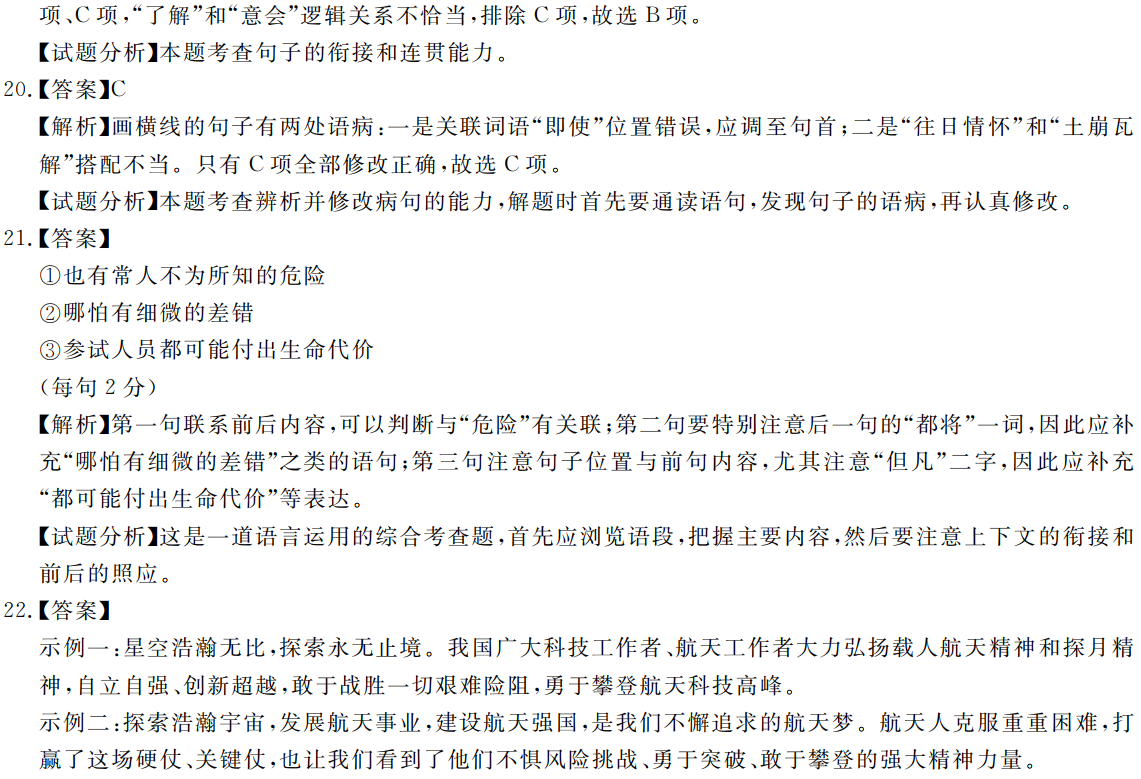 项、C项，“了解”和“意会”逻辑关系不恰当，排除C项，故选B项。
【试题分析】本题考查句子的衔接和连贯能力。
20.【答案】C
【解析】画横线的句子有两处语病：一是关联词语“即使”位置错误，应调至句首；二是“往日情怀”和“土崩瓦
解”搭配不当。只有C项全部修改正确，故选C项。
【试题分析】本题考查辨析并修改病句的能力，解题时首先要通读语句，发现句子的语病，再认真修改。
21.【答案】
①也有常人不为所知的危险
②哪怕有细微的差错
③参试人员都可能付出生命代价
（每句2分）
【解析】第一句联系前后内容，可以判断与“危险”有关联；第二句要特别注意后一句的“都将”一词，因此应补
充“哪怕有细微的差错”之类的语句；第三句注意句子位置与前句内容，尤其注意“但凡”二字，因此应补充
“都可能付出生命代价”等表达。
【试题分析】这是一道语言运用的综合考查题，首先应浏览语段，把握主要内容，然后要注意上下文的衔接和
前后的照应。
22.【答案】
示例一：星空浩瀚无比，探索永无止境。我国广大科技工作者、航天工作者大力弘扬载人航天精神和探月精
神，自立自强、创新超越，敢于战胜一切艰难险阻，勇于攀登航天科技高峰。
示例二：探索浩瀚宇宙，发展航天事业，建设航天强国，是我们不懈追求的航天梦。航天人克服重重困难，打
赢了这场硬仗、关键仗，也让我们看到了他们不惧风险挑战、勇于突破、敢于攀登的强大精神力量。